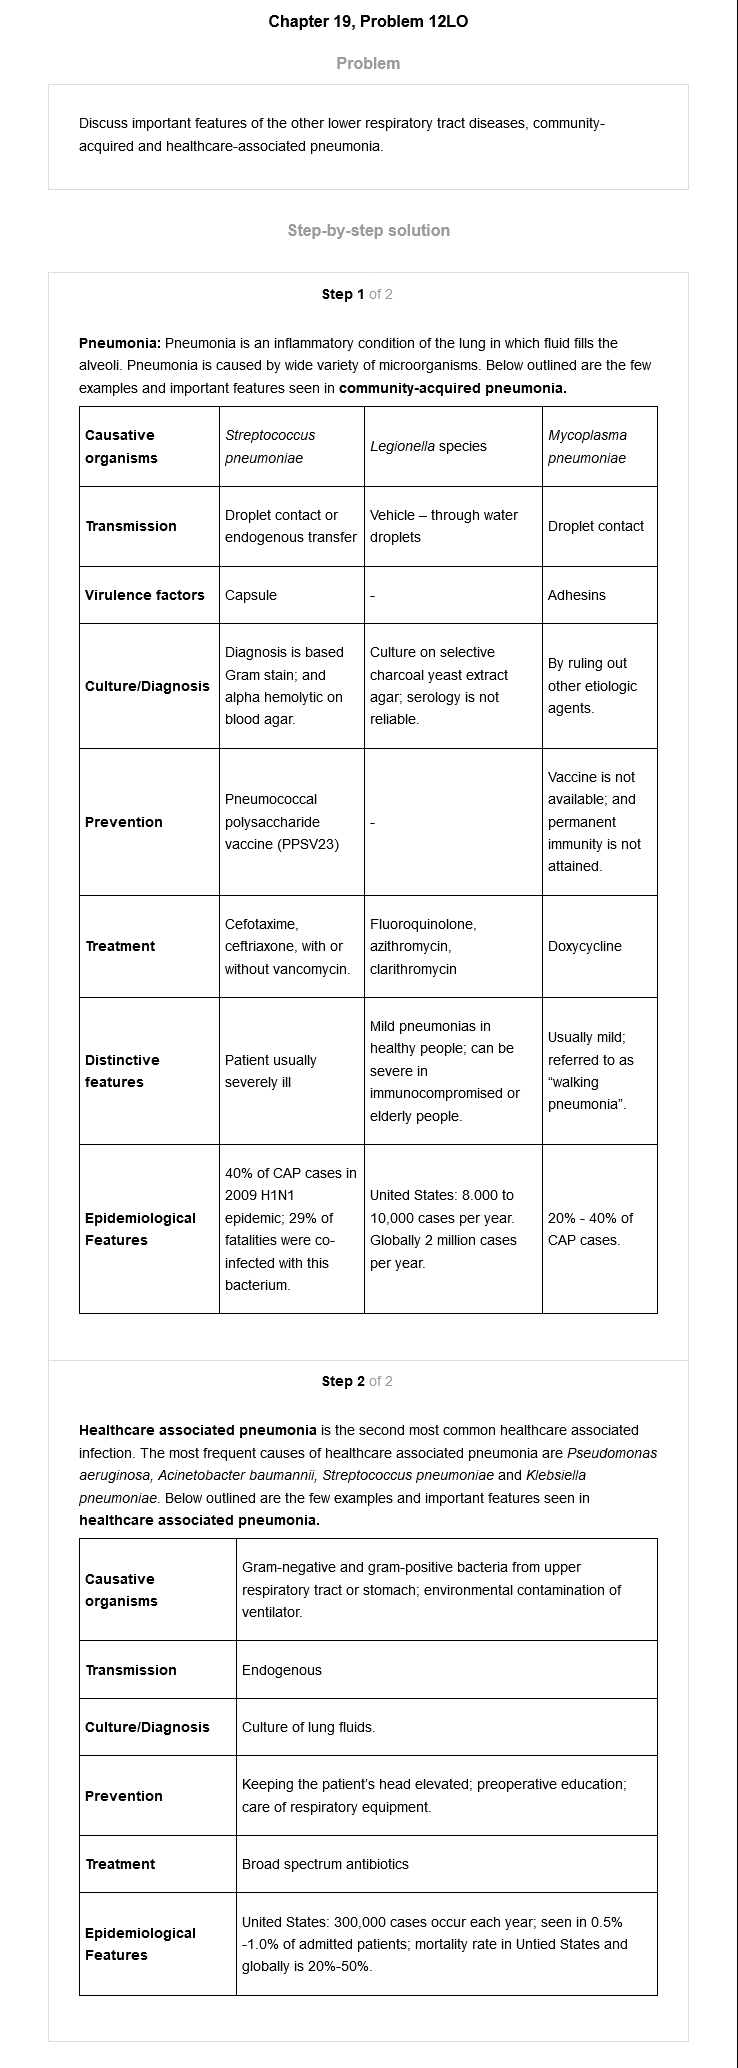 Chapter 19, Problem 12LO
Problem
Discuss important features of the other lower respiratory tract diseases, community-
acquired and healthcare-associated pneumonia.
Step-by-step solution
Step 1 of 2
Pneumonia: Pneumonia is an inflammatory condition of the lung in which fluid fills the
alveoli. Pneumonia is caused by wide variety of microorganisms. Below outlined are the few
examples and important features seen in community-acquired pneumonia.
Causative
organisms
Streptococcus
pneumoniae
Legionella species
Mycoplasma
pneumoniae
Transmission
Droplet contact or
endogenous transfer
Vehicle – through water
droplets
Droplet contact
Virulence factors
Capsule
-
Adhesins
Culture/Diagnosis
Diagnosis is based
Gram stain; and
alpha hemolytic on
blood agar.
Culture on selective
charcoal yeast extract
agar; serology is not
reliable.
By ruling out
other etiologic
agents.
Prevention
Pneumococcal
polysaccharide
vaccine (PPSV23)
-
Vaccine is not
available; and
permanent
immunity is not
attained.
Treatment
Cefotaxime,
ceftriaxone, with or
without vancomycin.
Fluoroquinolone,
azithromycin,
clarithromycin
Doxycycline
Distinctive
features
Patient usually
severely ill
Mild pneumonias in
healthy people; can be
severe in
immunocompromised or
elderly people.
Usually mild;
referred to as
“walking
pneumonia”.
Epidemiological
Features
40% of CAP cases in
2009 H1N1
epidemic; 29% of
fatalities were co-
infected with this
bacterium.
United States: 8.000 to
10,000 cases per year.
Globally 2 million cases
per year.
20% - 40% of
CAP cases.
Step 2 of 2
Healthcare associated pneumonia is the second most common healthcare associated
infection. The most frequent causes of healthcare associated pneumonia are Pseudomonas
aeruginosa, Acinetobacter baumannii, Streptococcus pneumoniae and Klebsiella
pneumoniae. Below outlined are the few examples and important features seen in
healthcare associated pneumonia.
Causative
organisms
Gram-negative and gram-positive bacteria from upper
respiratory tract or stomach; environmental contamination of
ventilator.
Transmission
Endogenous
Culture/Diagnosis
Culture of lung fluids.
Prevention
Keeping the patient’s head elevated; preoperative education;
care of respiratory equipment.
Treatment
Broad spectrum antibiotics
Epidemiological
Features
United States: 300,000 cases occur each year; seen in 0.5%
-1.0% of admitted patients; mortality rate in Untied States and
globally is 20%-50%.